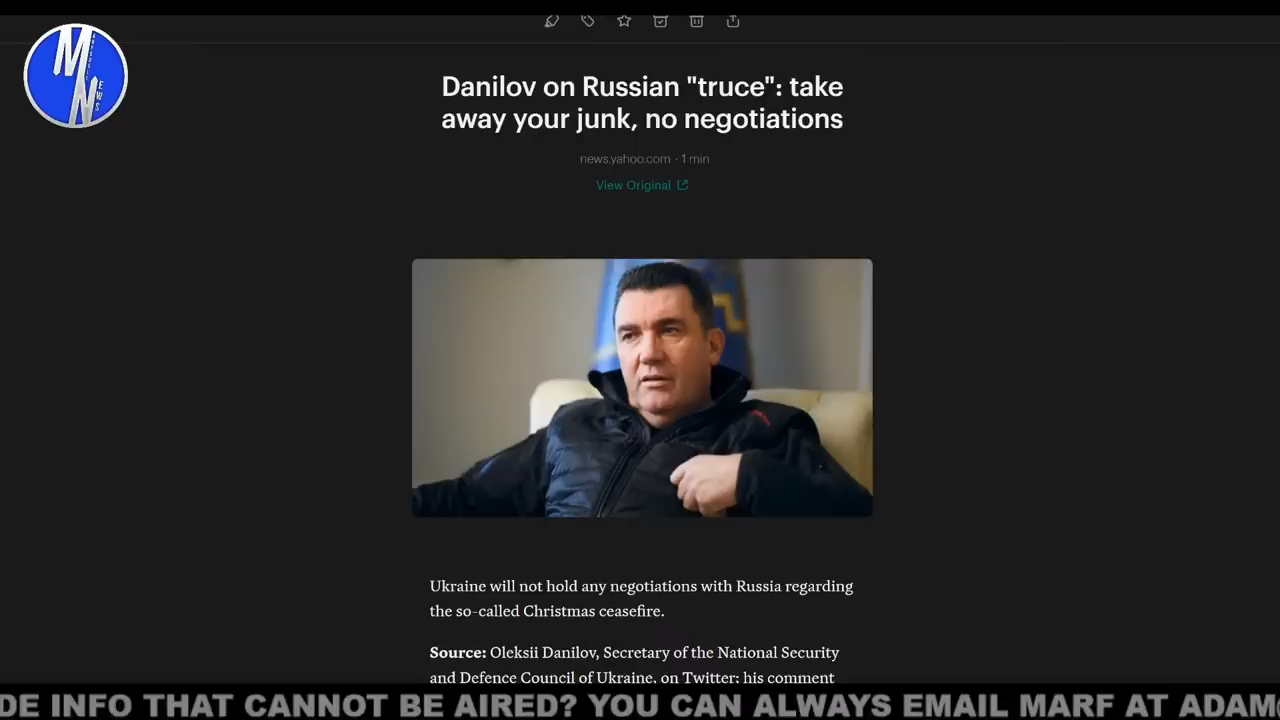 Danilov on Russian "truce": take
away your junk, no negotiations
news.yahoo.com · 1 min
View Original
Ukraine will not hold any negotiations with Russia regarding
the so-called Christmas ceasefire.
Source: Oleksii Danilov, Secretary of the National Security
and Defence Council of Ukraine, on Twitter; his comment
DE INFO THAT CANNOT BE AIRED? YOU CAN ALWAYS EMAIL MARF AT ADAM